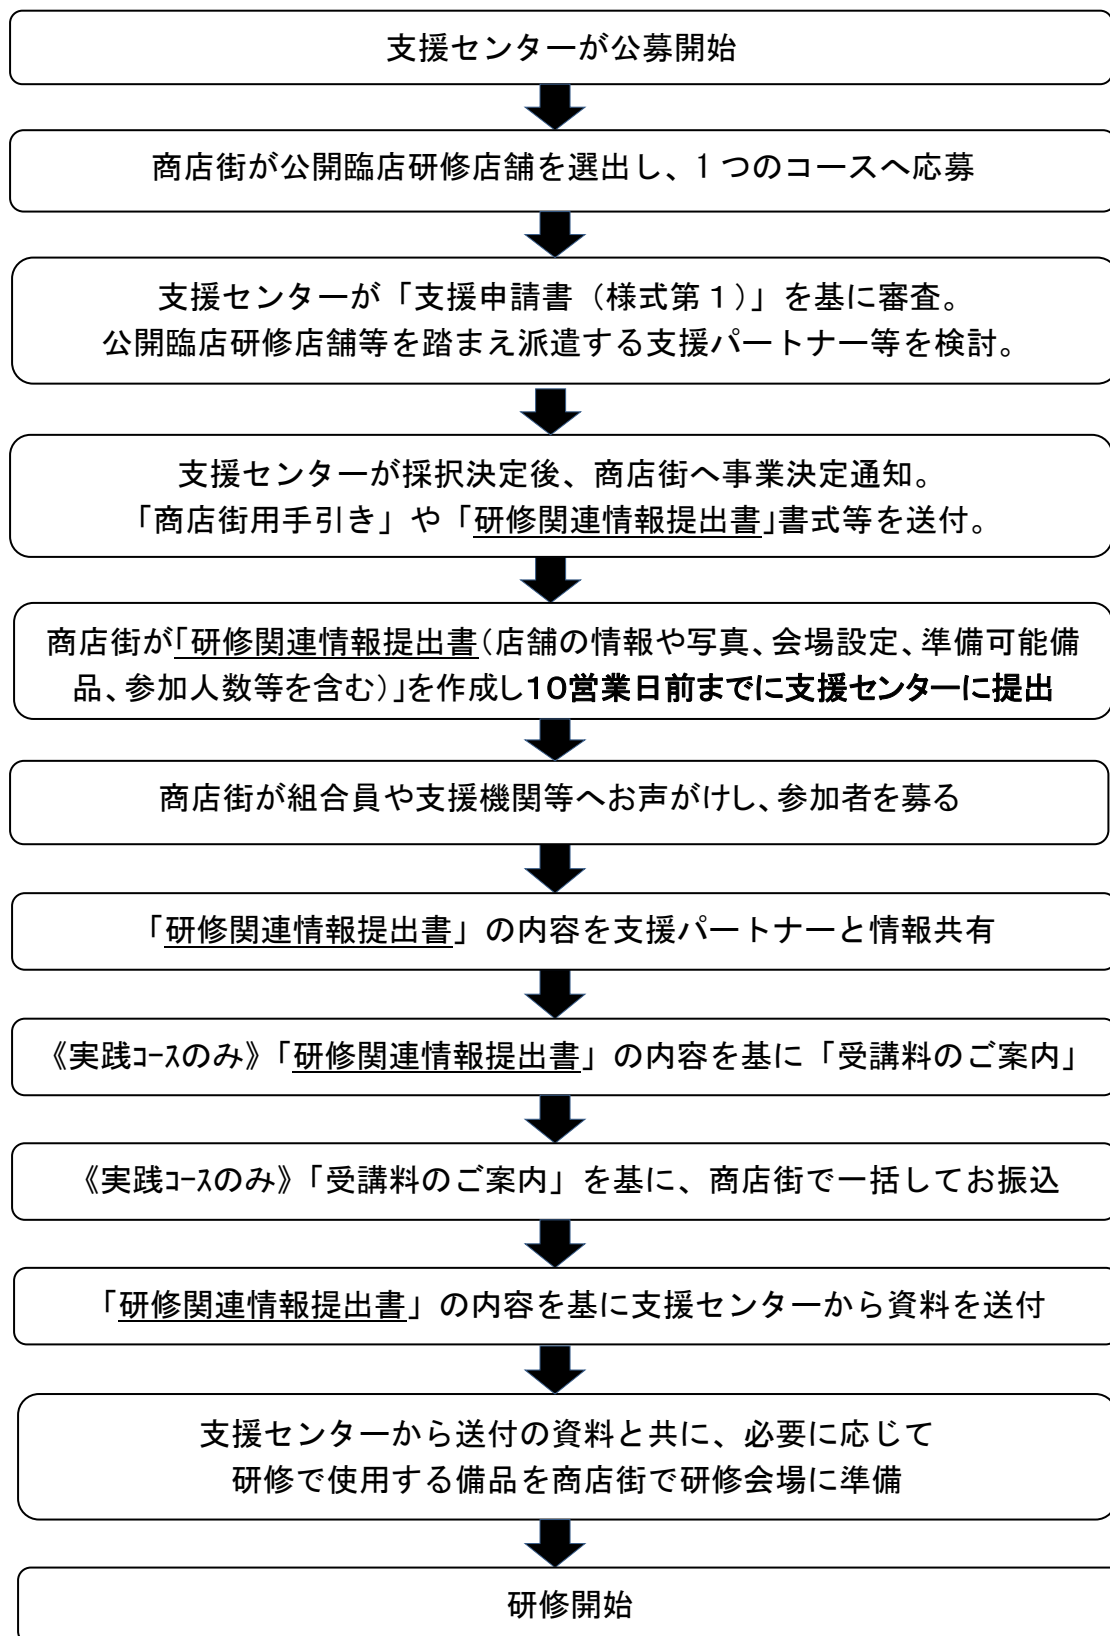 支援センターが公募開始
商店街が公開臨店研修店舗を選出し、1つのコースへ応募
支援センターが「支援申請書（様式第1）」を基に審査。
公開臨店研修店舗等を踏まえ派遣する支援パートナー等を検討。
支援センターが採択決定後、商店街へ事業決定通知。
「商店街用手引き」や「研修関連情報提出書」書式等を送付。
商店街が「研修関連情報提出書（店舗の情報や写真、会場設定、準備可能備
品、参加人数等を含む）」を作成し10営業日前までに支援センターに提出
商店街が組合員や支援機関等へお声がけし、参加者を募る
「研修関連情報提出書」の内容を支援パートナーと情報共有
《実践ｺｰｽのみ》「研修関連情報提出書」の内容を基に「受講料のご案内」
《実践ｺｰｽのみ》「受講料のご案内」を基に、商店街で一括してお振込
「研修関連情報提出書」の内容を基に支援センターから資料を送付
支援センターから送付の資料と共に、必要に応じて
研修で使用する備品を商店街で研修会場に準備
研修開始